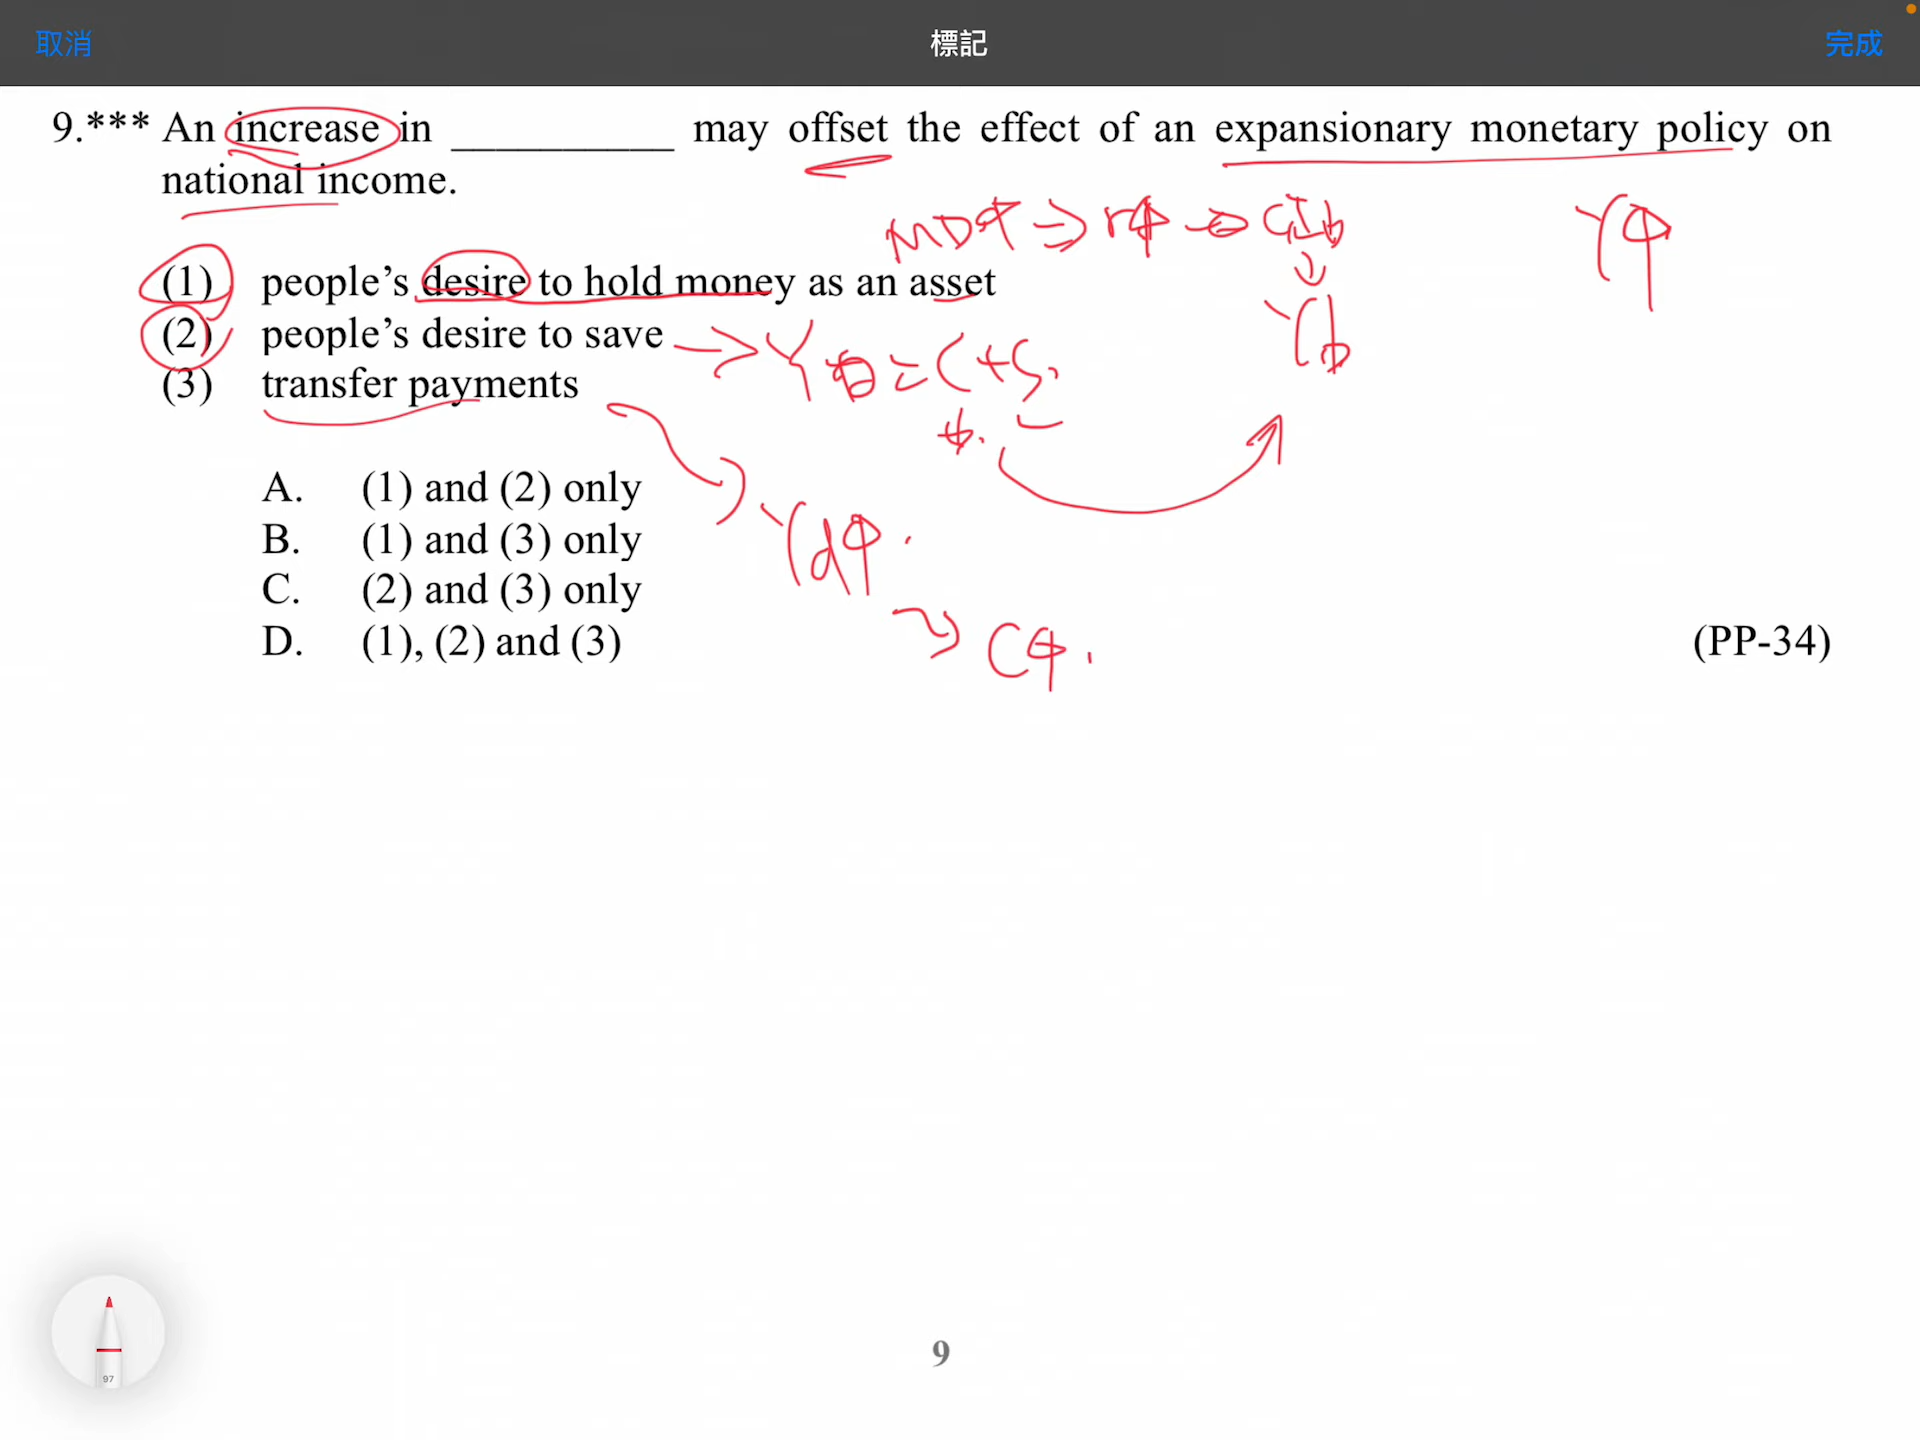 取消 標記 完成
9.*** An increase in __________ may offset the effect of an expansionary monetary policy on
national income.
MD↑ ⇒ r↑ → C,I↓ Y↑
↓
(1) people's desire to hold money as an asset
(2) people's desire to save → Y = C + S Y↓
(3) transfer payments
↓
A. (1) and (2) only
B. (1) and (3) only Yd↑
C. (2) and (3) only
D. (1), (2) and (3) → C↑ (PP-34)
97
9